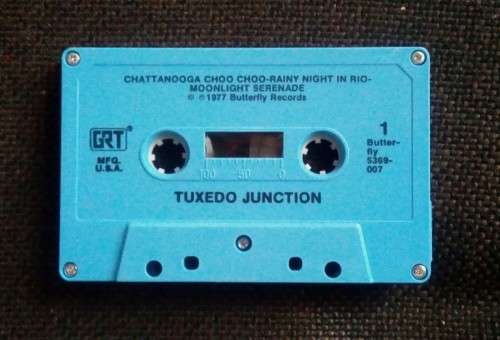 CHATTANOOGA CHOO CHOO-RAINY NIGHT IN RIO-
MOONLIGHT SERENADE
© ℗1977 Butterfly Records
GRT
MFG.
U.S.A.
1
Butter-
fly
5369-
007
100 -50- 0
TUXEDO JUNCTION